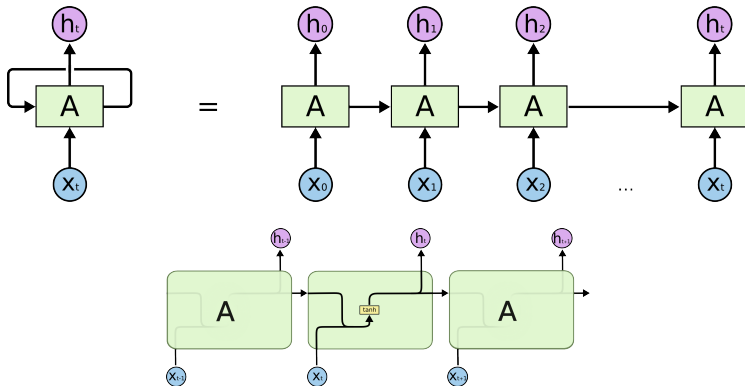 hₜ h₀ h₁ h₂ hₜ
A = A A A A
xₜ x₀ x₁ x₂ ... xₜ
hₜ₋₁ hₜ hₜ₊₁
A tanh A
xₜ₋₁ xₜ xₜ₊₁